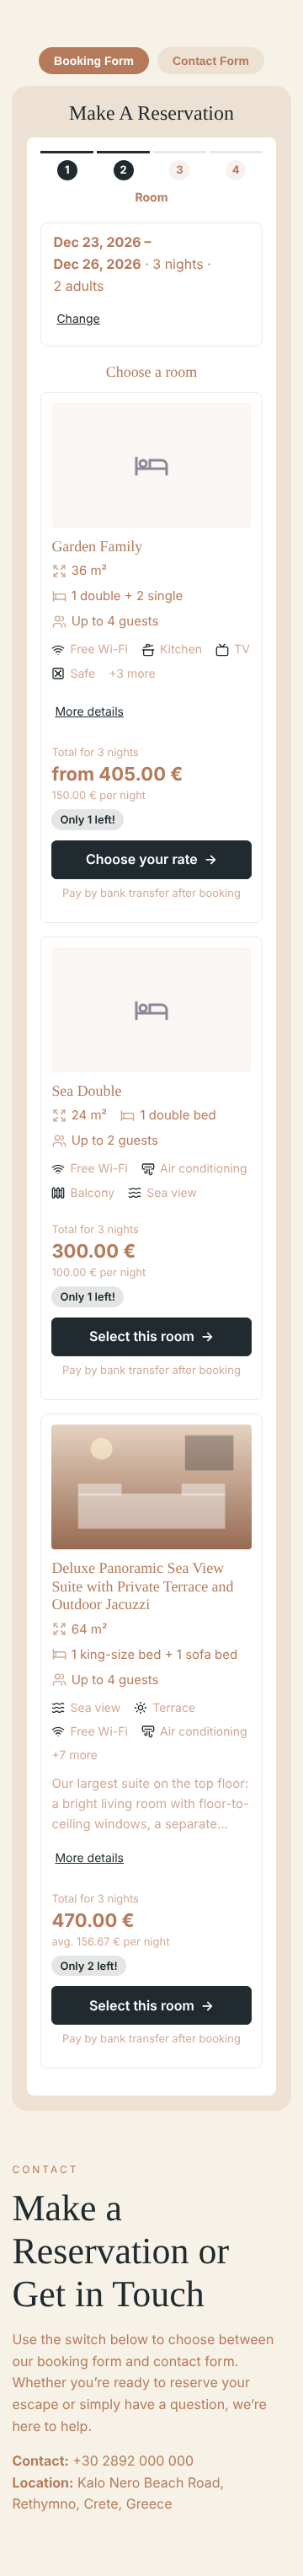 Booking Form
Contact Form
Make A Reservation
1
2
3
4
Room
Dec 23, 2026 –
Dec 26, 2026 · 3 nights ·
2 adults
Change
Choose a room
Garden Family
36 m²
1 double + 2 single
Up to 4 guests
Free Wi-Fi Kitchen TV
Safe +3 more
More details
Total for 3 nights
from 405.00 €
150.00 € per night
Only 1 left!
Choose your rate →
Pay by bank transfer after booking
Sea Double
24 m² 1 double bed
Up to 2 guests
Free Wi-Fi Air conditioning
Balcony Sea view
Total for 3 nights
300.00 €
100.00 € per night
Only 1 left!
Select this room →
Pay by bank transfer after booking
Deluxe Panoramic Sea View
Suite with Private Terrace and
Outdoor Jacuzzi
64 m²
1 king-size bed + 1 sofa bed
Up to 4 guests
Sea view Terrace
Free Wi-Fi Air conditioning
+7 more
Our largest suite on the top floor:
a bright living room with floor-to-
ceiling windows, a separate...
More details
Total for 3 nights
470.00 €
avg. 156.67 € per night
Only 2 left!
Select this room →
Pay by bank transfer after booking
CONTACT
Make a
Reservation or
Get in Touch
Use the switch below to choose between
our booking form and contact form.
Whether you’re ready to reserve your
escape or simply have a question, we’re
here to help.
Contact: +30 2892 000 000
Location: Kalo Nero Beach Road,
Rethymno, Crete, Greece